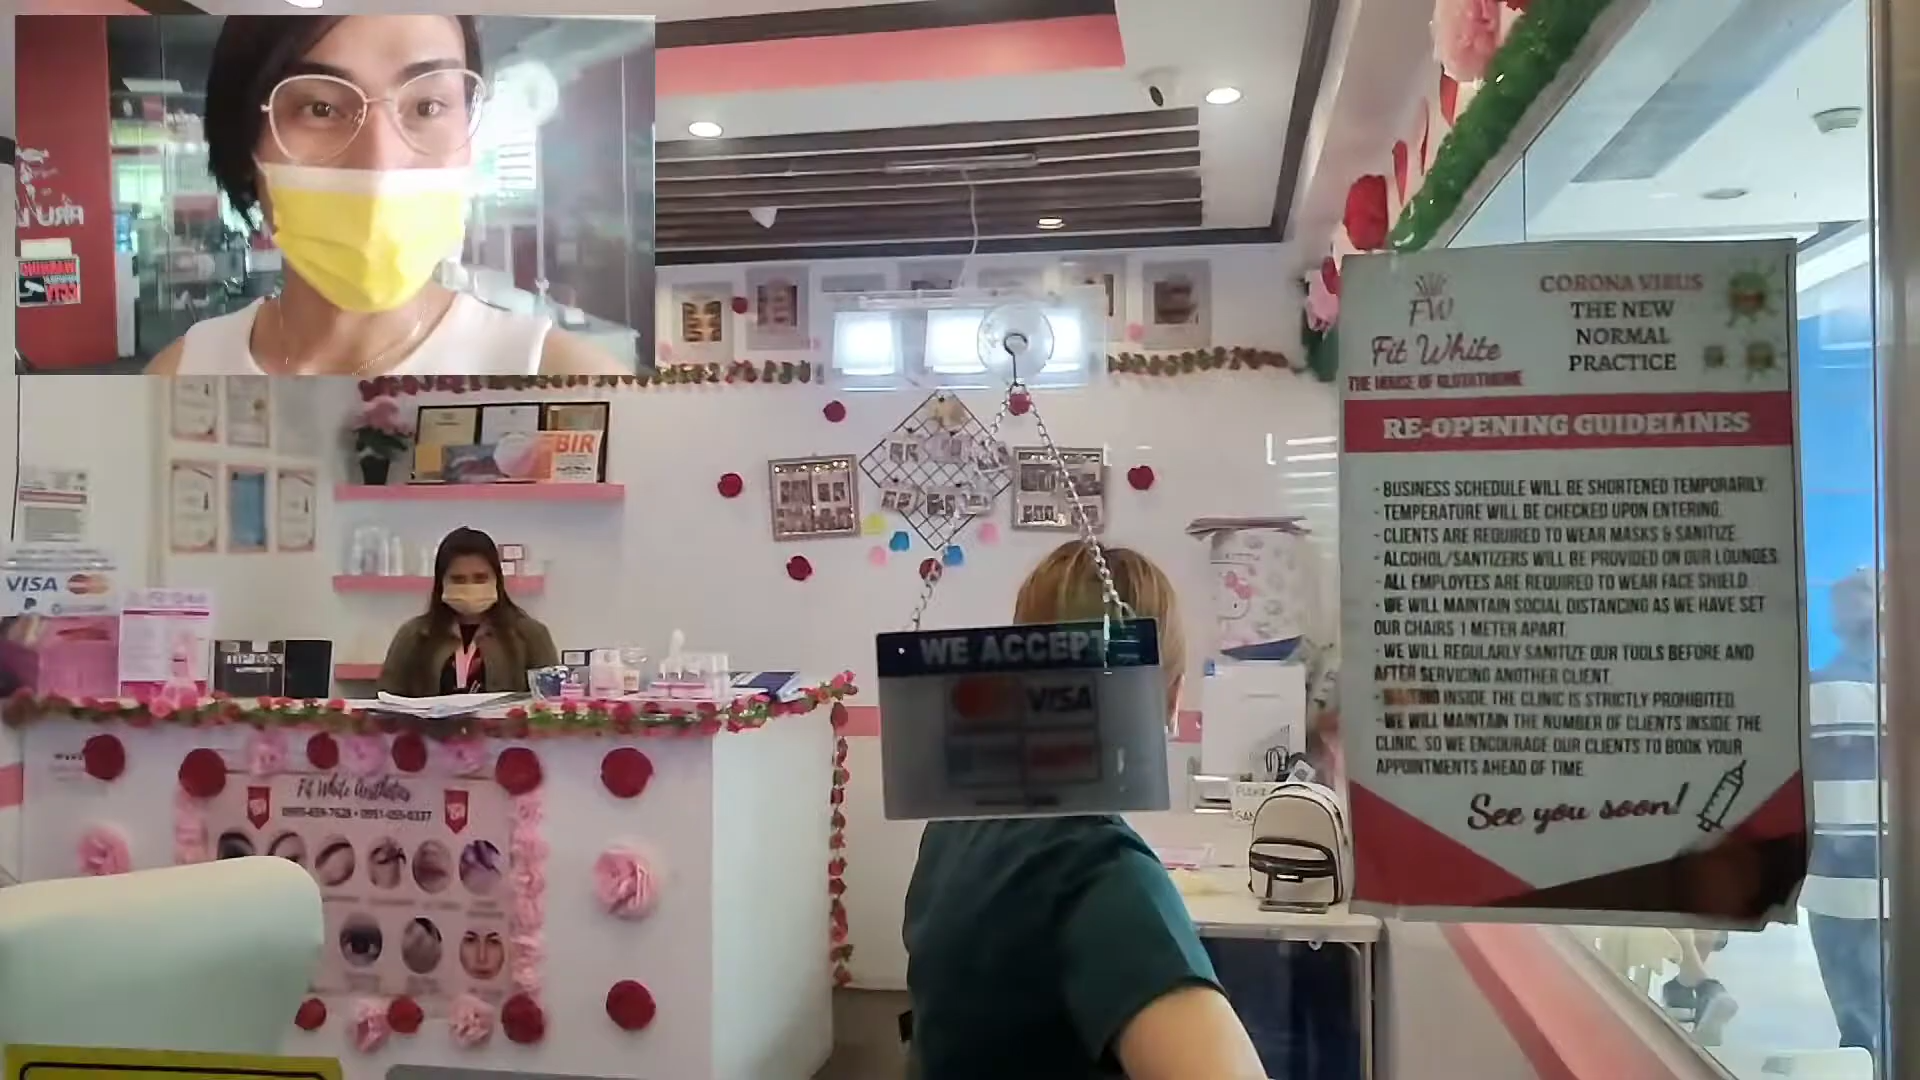 FW
Fit White
THE HOUSE OF GLUTATHIONE
CORONA VIRUS
THE NEW
NORMAL
PRACTICE
RE-OPENING GUIDELINES
- BUSINESS SCHEDULE WILL BE SHORTENED TEMPORARILY.
- TEMPERATURE WILL BE CHECKED UPON ENTERING.
- CLIENTS ARE REQUIRED TO WEAR MASKS & SANITIZE.
- ALCOHOL/SANTIZERS WILL BE PROVIDED ON OUR LOUNGES.
- ALL EMPLOYEES ARE REQUIRED TO WEAR FACE SHIELD.
- WE WILL MAINTAIN SOCIAL DISTANCING AS WE HAVE SET
OUR CHAIRS 1 METER APART.
- WE WILL REGULARLY SANITIZE OUR TOOLS BEFORE AND
AFTER SERVICING ANOTHER CLIENT.
- WAITING INSIDE THE CLINIC IS STRICTLY PROHIBITED.
- WE WILL MAINTAIN THE NUMBER OF CLIENTS INSIDE THE
CLINIC, SO WE ENCOURAGE OUR CLIENTS TO BOOK YOUR
APPOINTMENTS AHEAD OF TIME.
See you soon!
WE ACCEPT
VISA
BIR
VISA
TIP BOX
Fit White Aesthetics
WARNING
CCTV